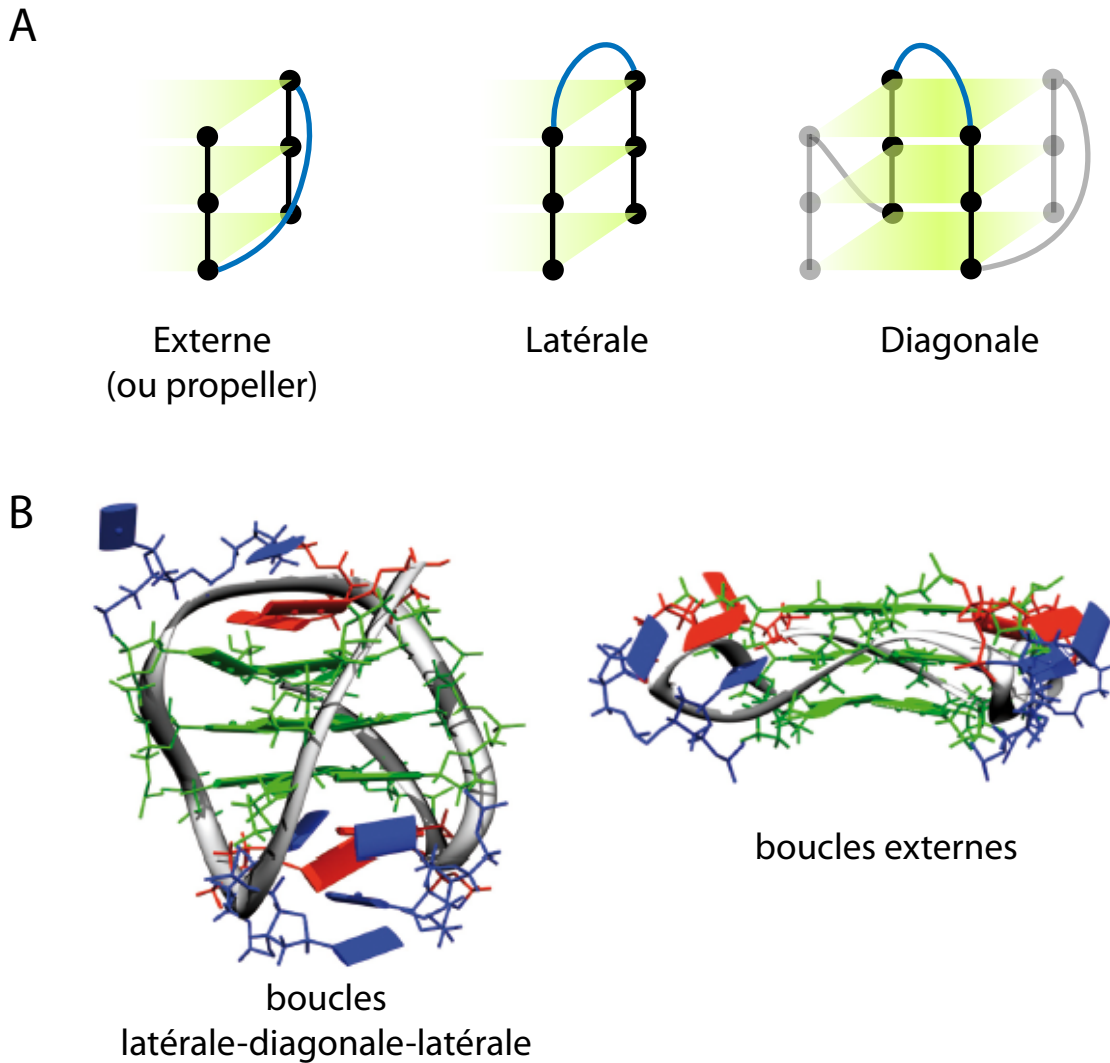 A
Externe
(ou propeller)
Latérale
Diagonale
B
boucles
latérale-diagonale-latérale
boucles externes